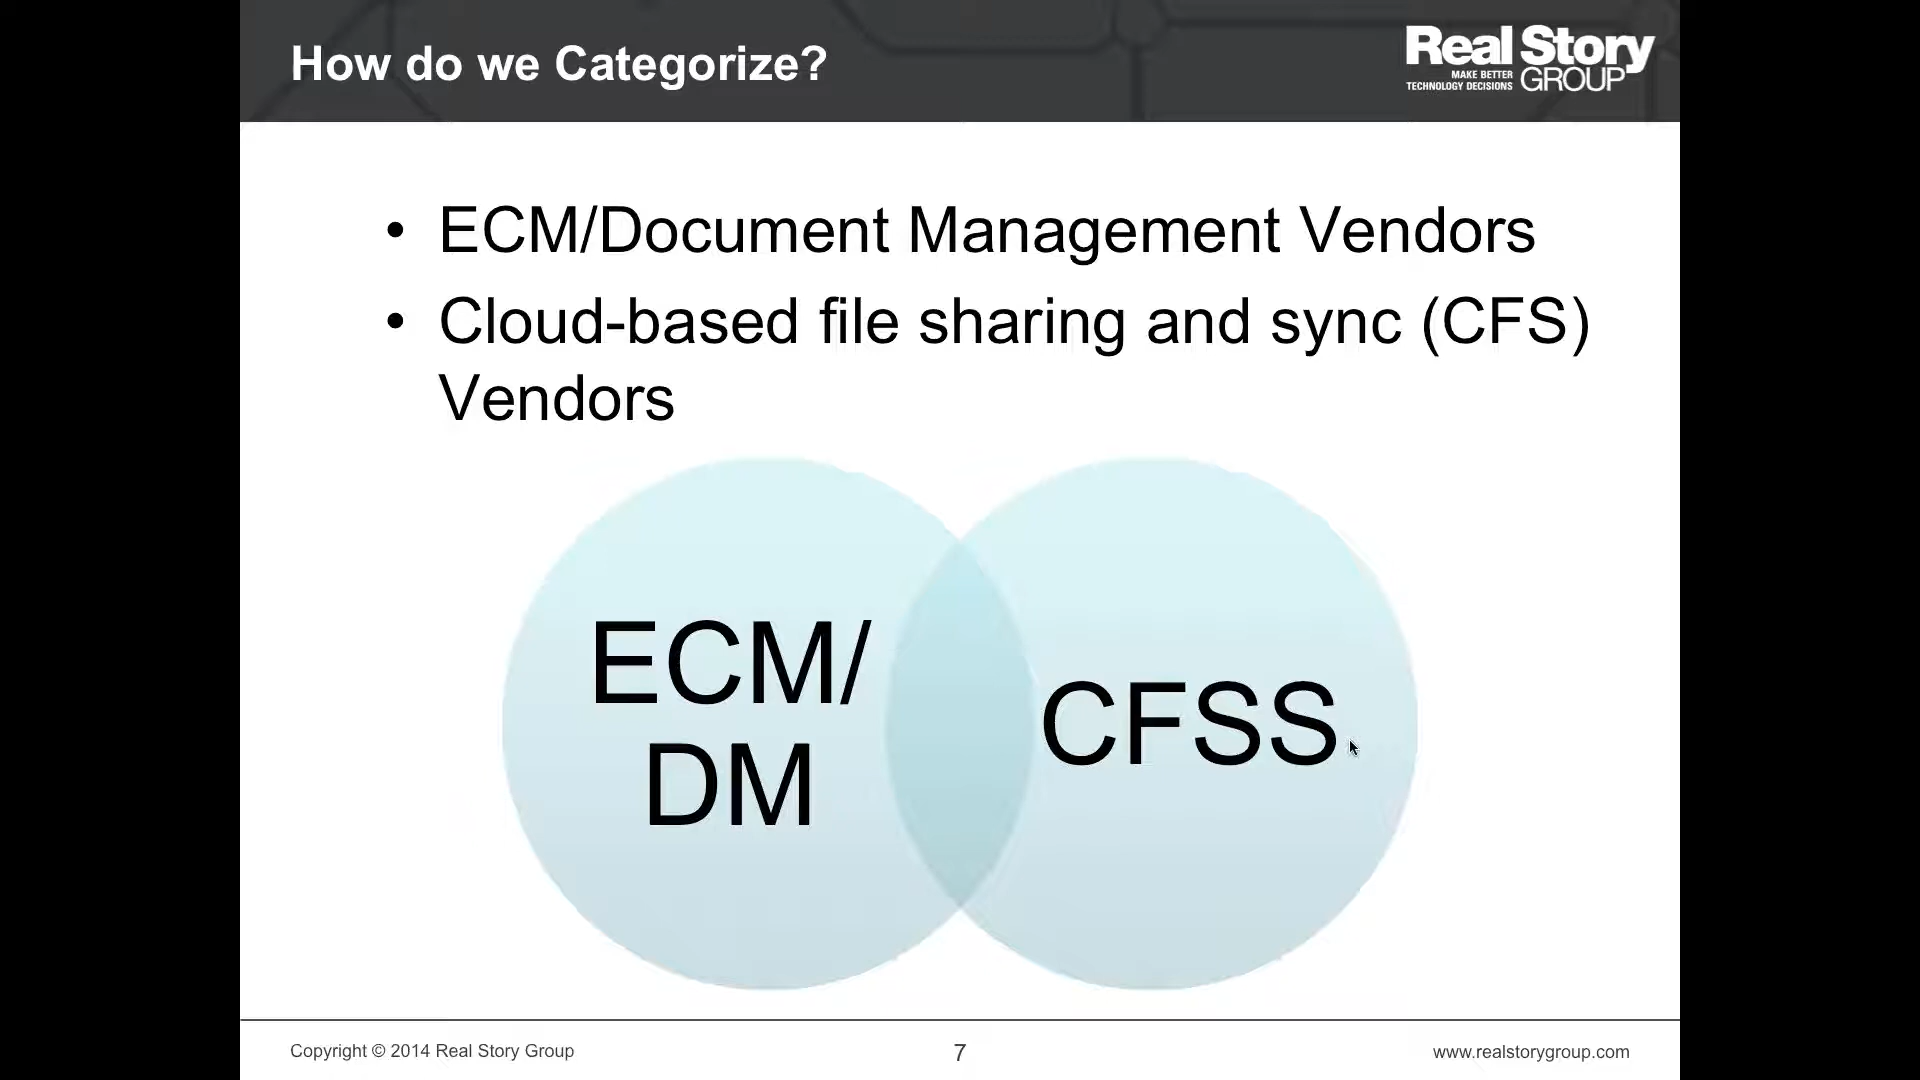 How do we Categorize?
Real Story
MAKE BETTER
TECHNOLOGY DECISIONS
GROUP
• ECM/Document Management Vendors
• Cloud-based file sharing and sync (CFS)
Vendors
ECM/
DM
CFSS
Copyright © 2014 Real Story Group
7
www.realstorygroup.com